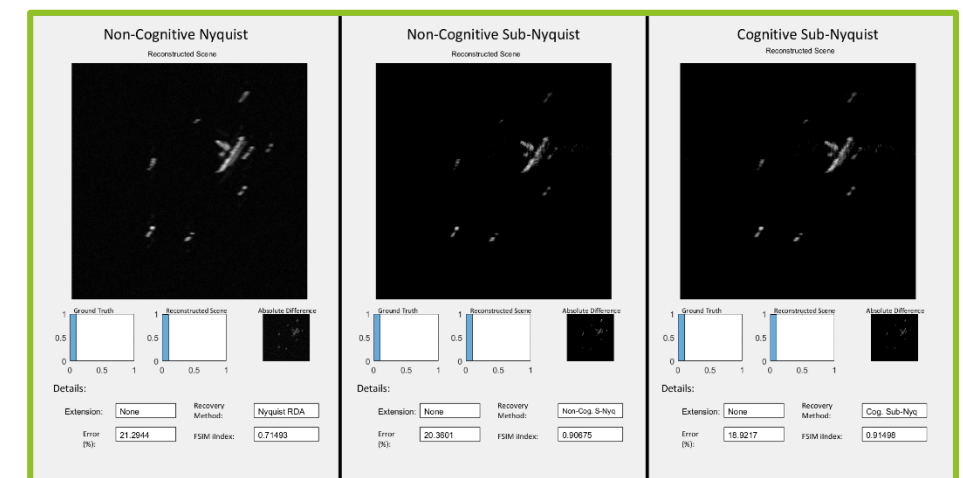 Non-Cognitive Nyquist
Reconstructed Scene
Ground Truth
Reconstructed Scene
Absolute Difference
1
0.5
0
0 0.5 1
1
0.5
0
0 0.5 1
Details:
Extension: None
Recovery
Method: Nyquist RDA
Error
(%): 21.2944
FSIM iIndex: 0.71493
Non-Cognitive Sub-Nyquist
Reconstructed Scene
Ground Truth
Reconstructed Scene
Absolute Difference
1
0.5
0
0 0.5 1
1
0.5
0
0 0.5 1
Details:
Extension: None
Recovery
Method: Non-Cog. S-Nyq
Error
(%): 20.3601
FSIM iIndex: 0.90675
Cognitive Sub-Nyquist
Reconstructed Scene
Ground Truth
Reconstructed Scene
Absolute Difference
1
0.5
0
0 0.5 1
1
0.5
0
0 0.5 1
Details:
Extension: None
Recovery
Method: Cog. Sub-Nyq
Error
(%): 18.9217
FSIM iIndex: 0.91498